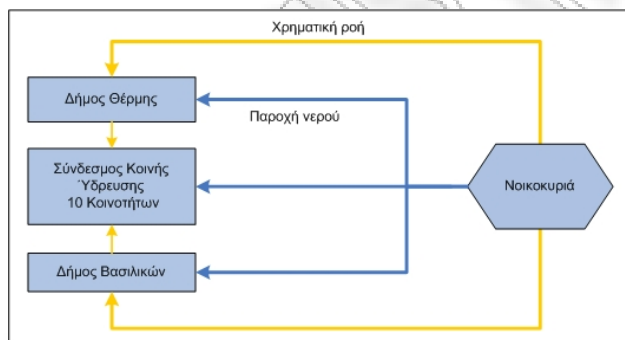 Χρηματική ροή
Δήμος Θέρμης
Παροχή νερού
Σύνδεσμος Κοινής
Ύδρευσης
10 Κοινοτήτων
Νοικοκυριά
Δήμος Βασιλικών